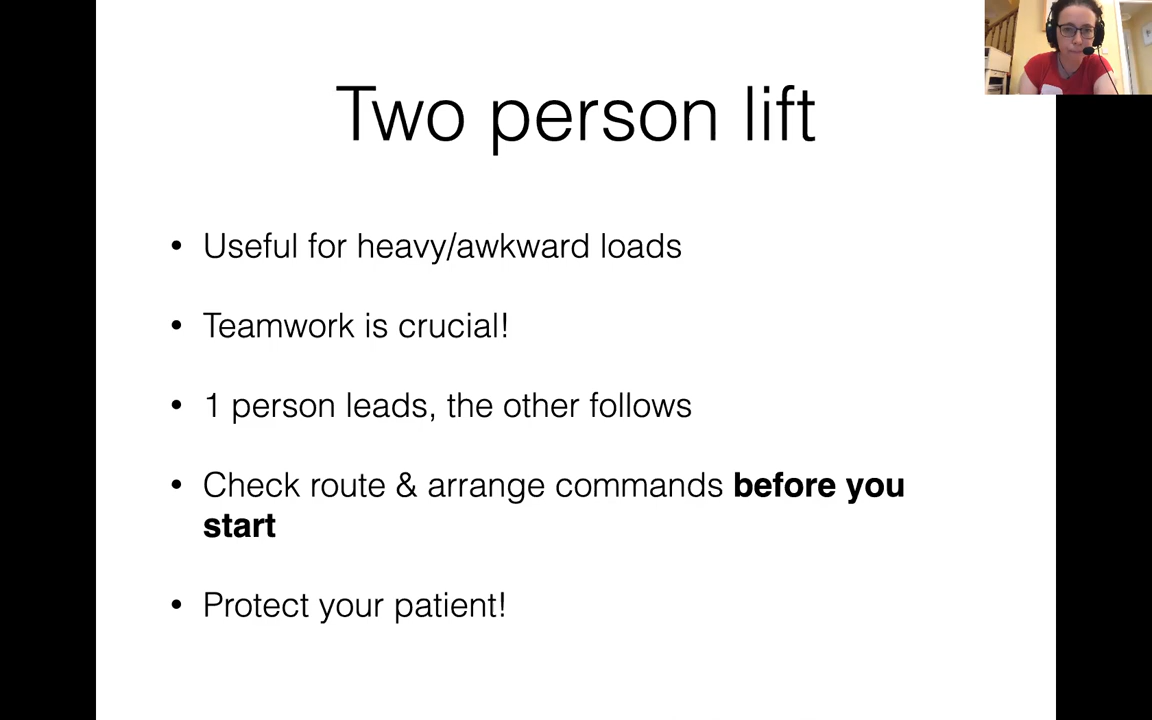 Two person lift
• Useful for heavy/awkward loads
• Teamwork is crucial!
• 1 person leads, the other follows
• Check route & arrange commands before you
start
• Protect your patient!